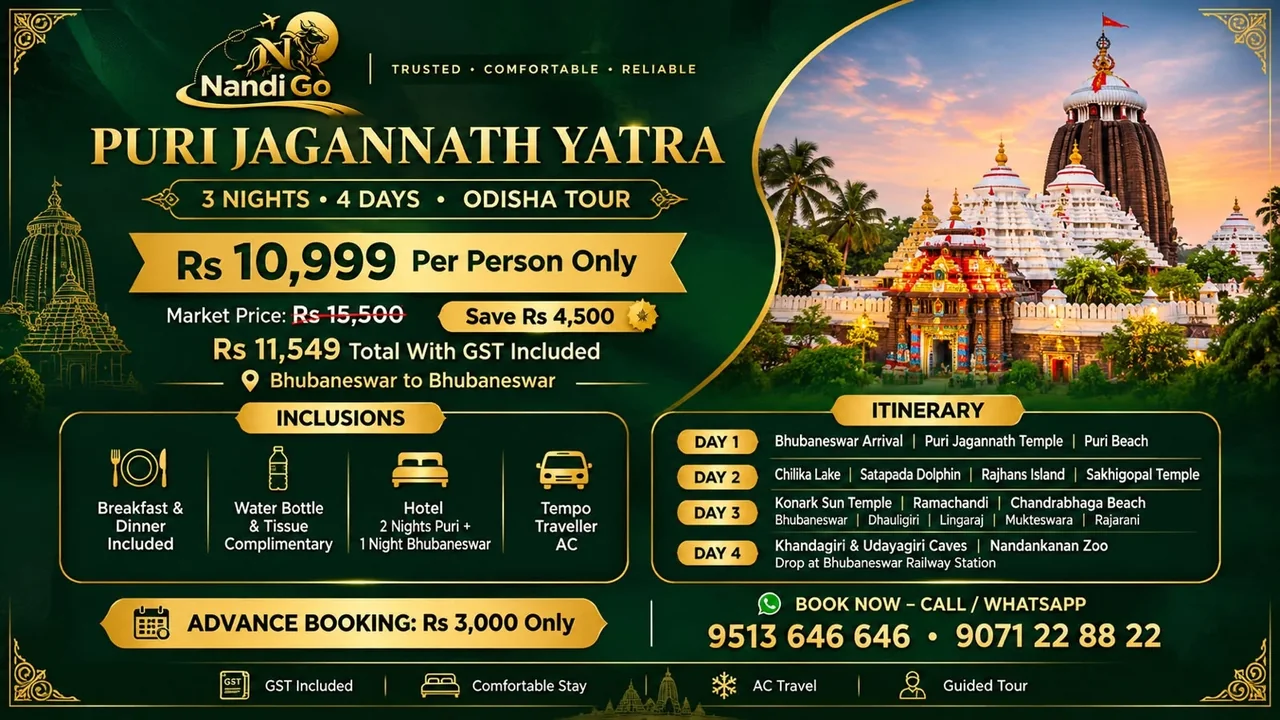 N
Nandi Go
TRUSTED • COMFORTABLE • RELIABLE
PURI JAGANNATH YATRA
3 NIGHTS • 4 DAYS • ODISHA TOUR
Rs 10,999 Per Person Only
Market Price: Rs 15,500
Save Rs 4,500
Rs 11,549 Total With GST Included
Bhubaneswar to Bhubaneswar
INCLUSIONS
Breakfast &
Dinner
Included
Water Bottle
& Tissue
Complimentary
Hotel
2 Nights Puri +
1 Night Bhubaneswar
Tempo
Traveller
AC
ITINERARY
DAY 1
Bhubaneswar Arrival | Puri Jagannath Temple | Puri Beach
DAY 2
Chilika Lake | Satapada Dolphin | Rajhans Island | Sakhigopal Temple
DAY 3
Konark Sun Temple | Ramachandi | Chandrabhaga Beach
Bhubaneswar | Dhauligiri | Lingaraj | Mukteswara | Rajarani
DAY 4
Khandagiri & Udayagiri Caves | Nandankanan Zoo
Drop at Bhubaneswar Railway Station
ADVANCE BOOKING: Rs 3,000 Only
BOOK NOW – CALL / WHATSAPP
9513 646 646 • 9071 22 88 22
GST
GST Included
Comfortable Stay
AC Travel
Guided Tour